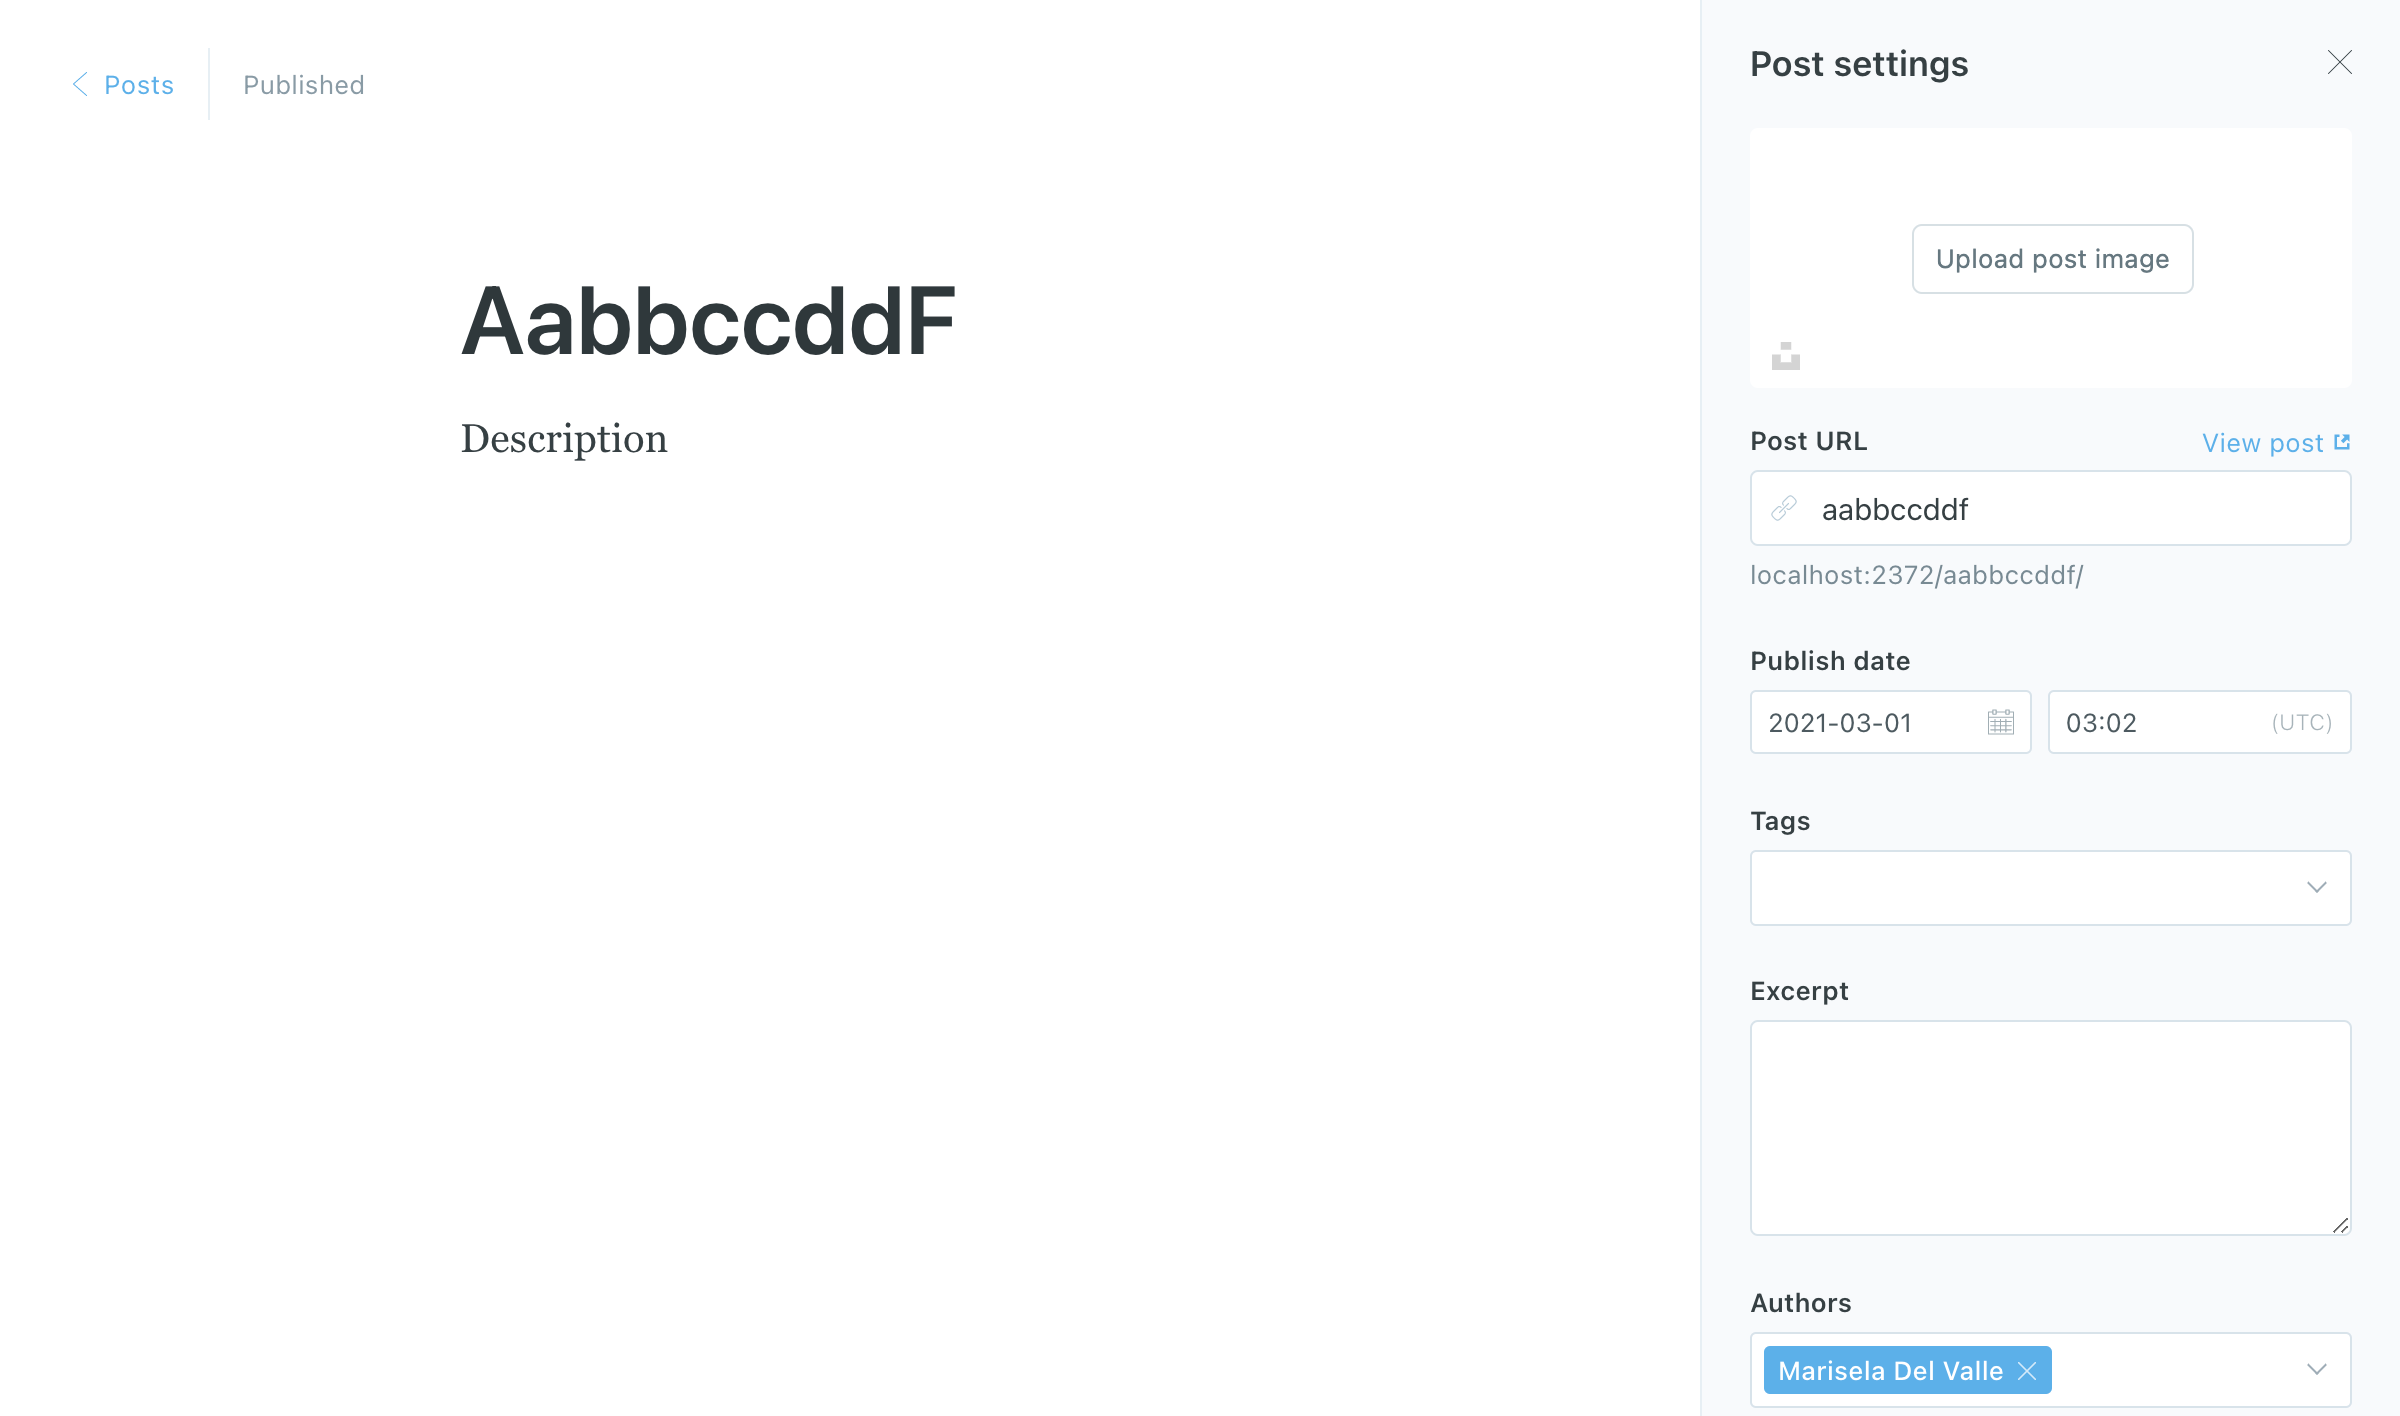 Posts
Published
AabbccddF
Description
Post settings
Upload post image
Post URL
View post
aabbccddf
localhost:2372/aabbccddf/
Publish date
2021-03-01
03:02
(UTC)
Tags
Excerpt
Authors
Marisela Del Valle